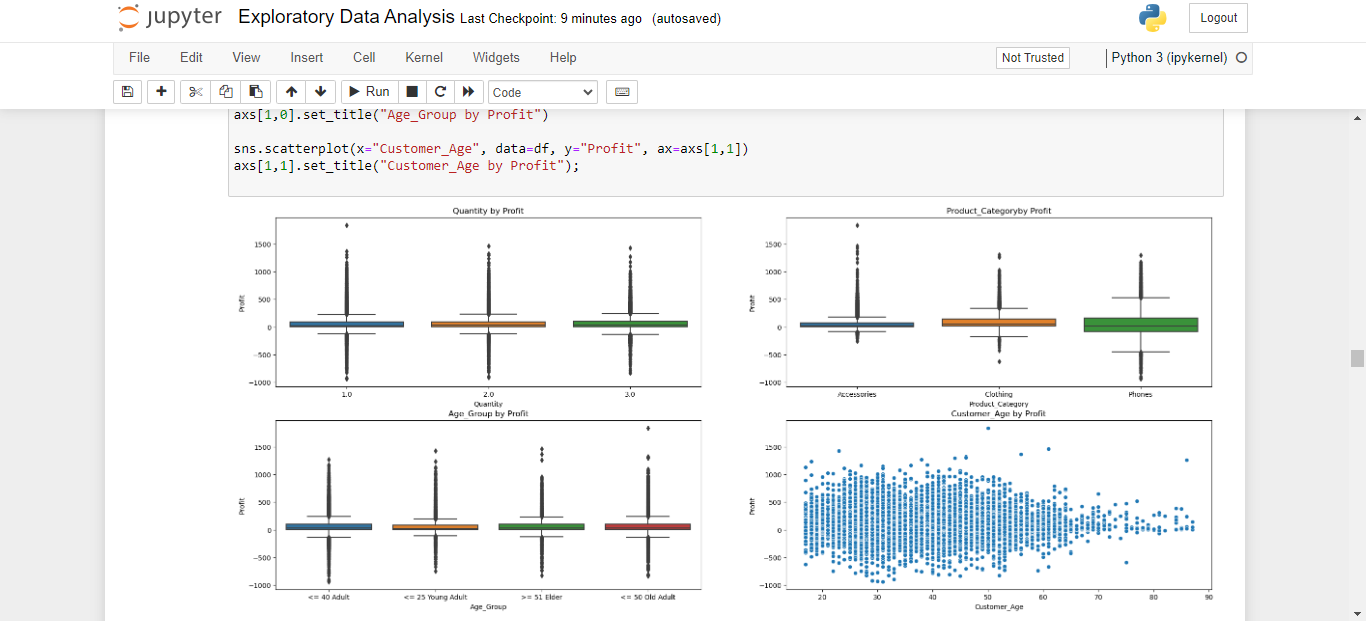 jupyter Exploratory Data Analysis Last Checkpoint: 9 minutes ago (autosaved) Logout
File Edit View Insert Cell Kernel Widgets Help Not Trusted Python 3 (ipykernel)
Run Code
axs[1,0].set_title("Age_Group by Profit")
sns.scatterplot(x="Customer_Age", data=df, y="Profit", ax=axs[1,1])
axs[1,1].set_title("Customer_Age by Profit");
Quantity by Profit
1500
1000
500
0
−500
−1000
Profit
1.0 2.0 3.0
Quantity
Product_Categoryby Profit
1500
1000
500
0
−500
−1000
Profit
Accessories Clothing Phones
Product_Category
Age_Group by Profit
1500
1000
500
0
−500
−1000
Profit
<= 40 Adult <= 25 Young Adult >= 51 Elder <= 50 Old Adult
Age_Group
Customer_Age by Profit
1500
1000
500
0
−500
−1000
Profit
20 30 40 50 60 70 80 90
Customer_Age